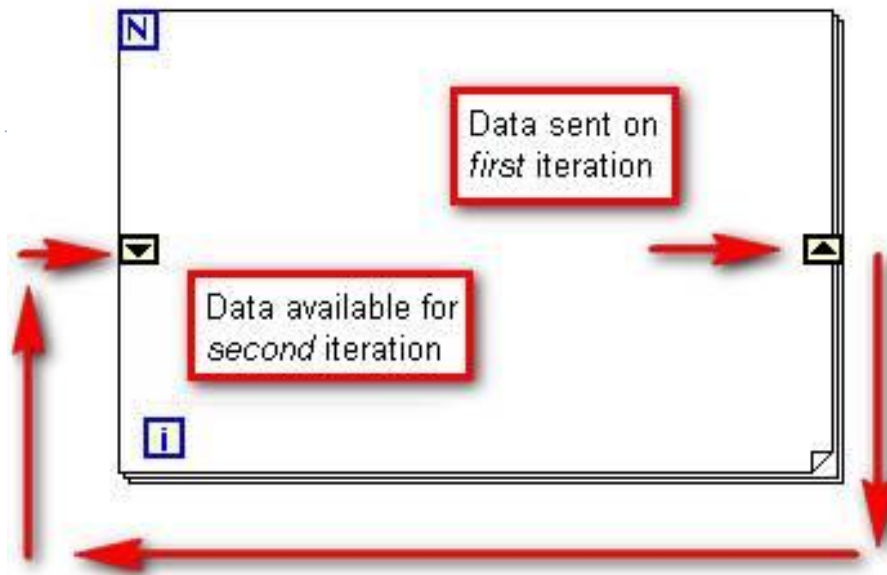 N
Data sent on
first iteration
Data available for
second iteration
i